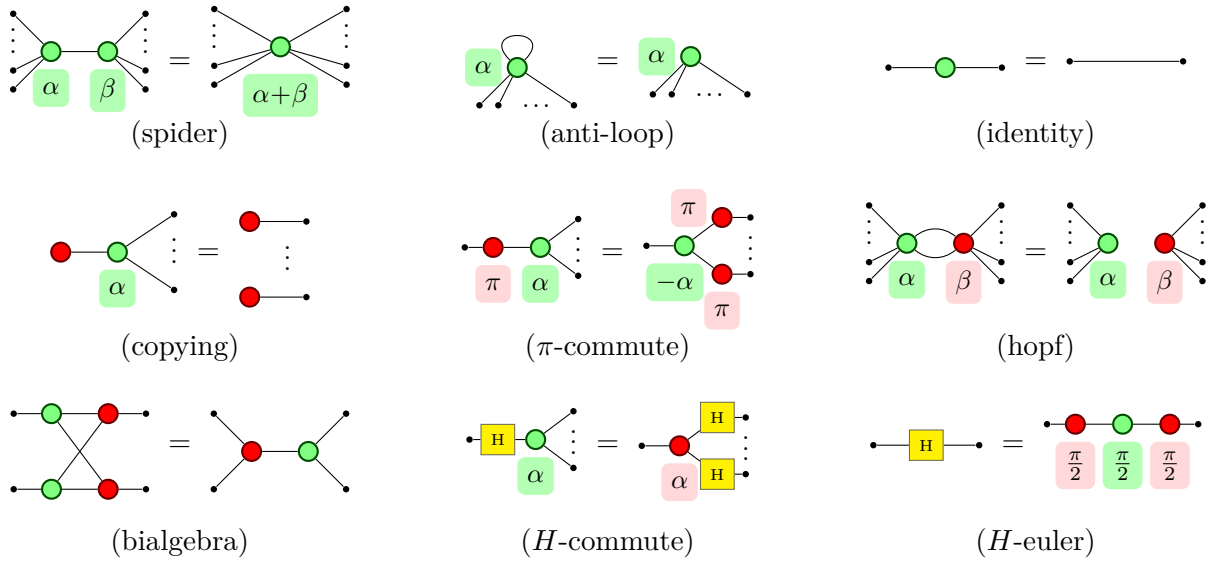 α β = α+β
(spider)
α = α
(anti-loop)
=
(identity)
α =
(copying)
π α = π −α π
(π-commute)
α β = α β
(hopf)
=
(bialgebra)
H α = α H H
(H-commute)
H = π/2 π/2 π/2
(H-euler)